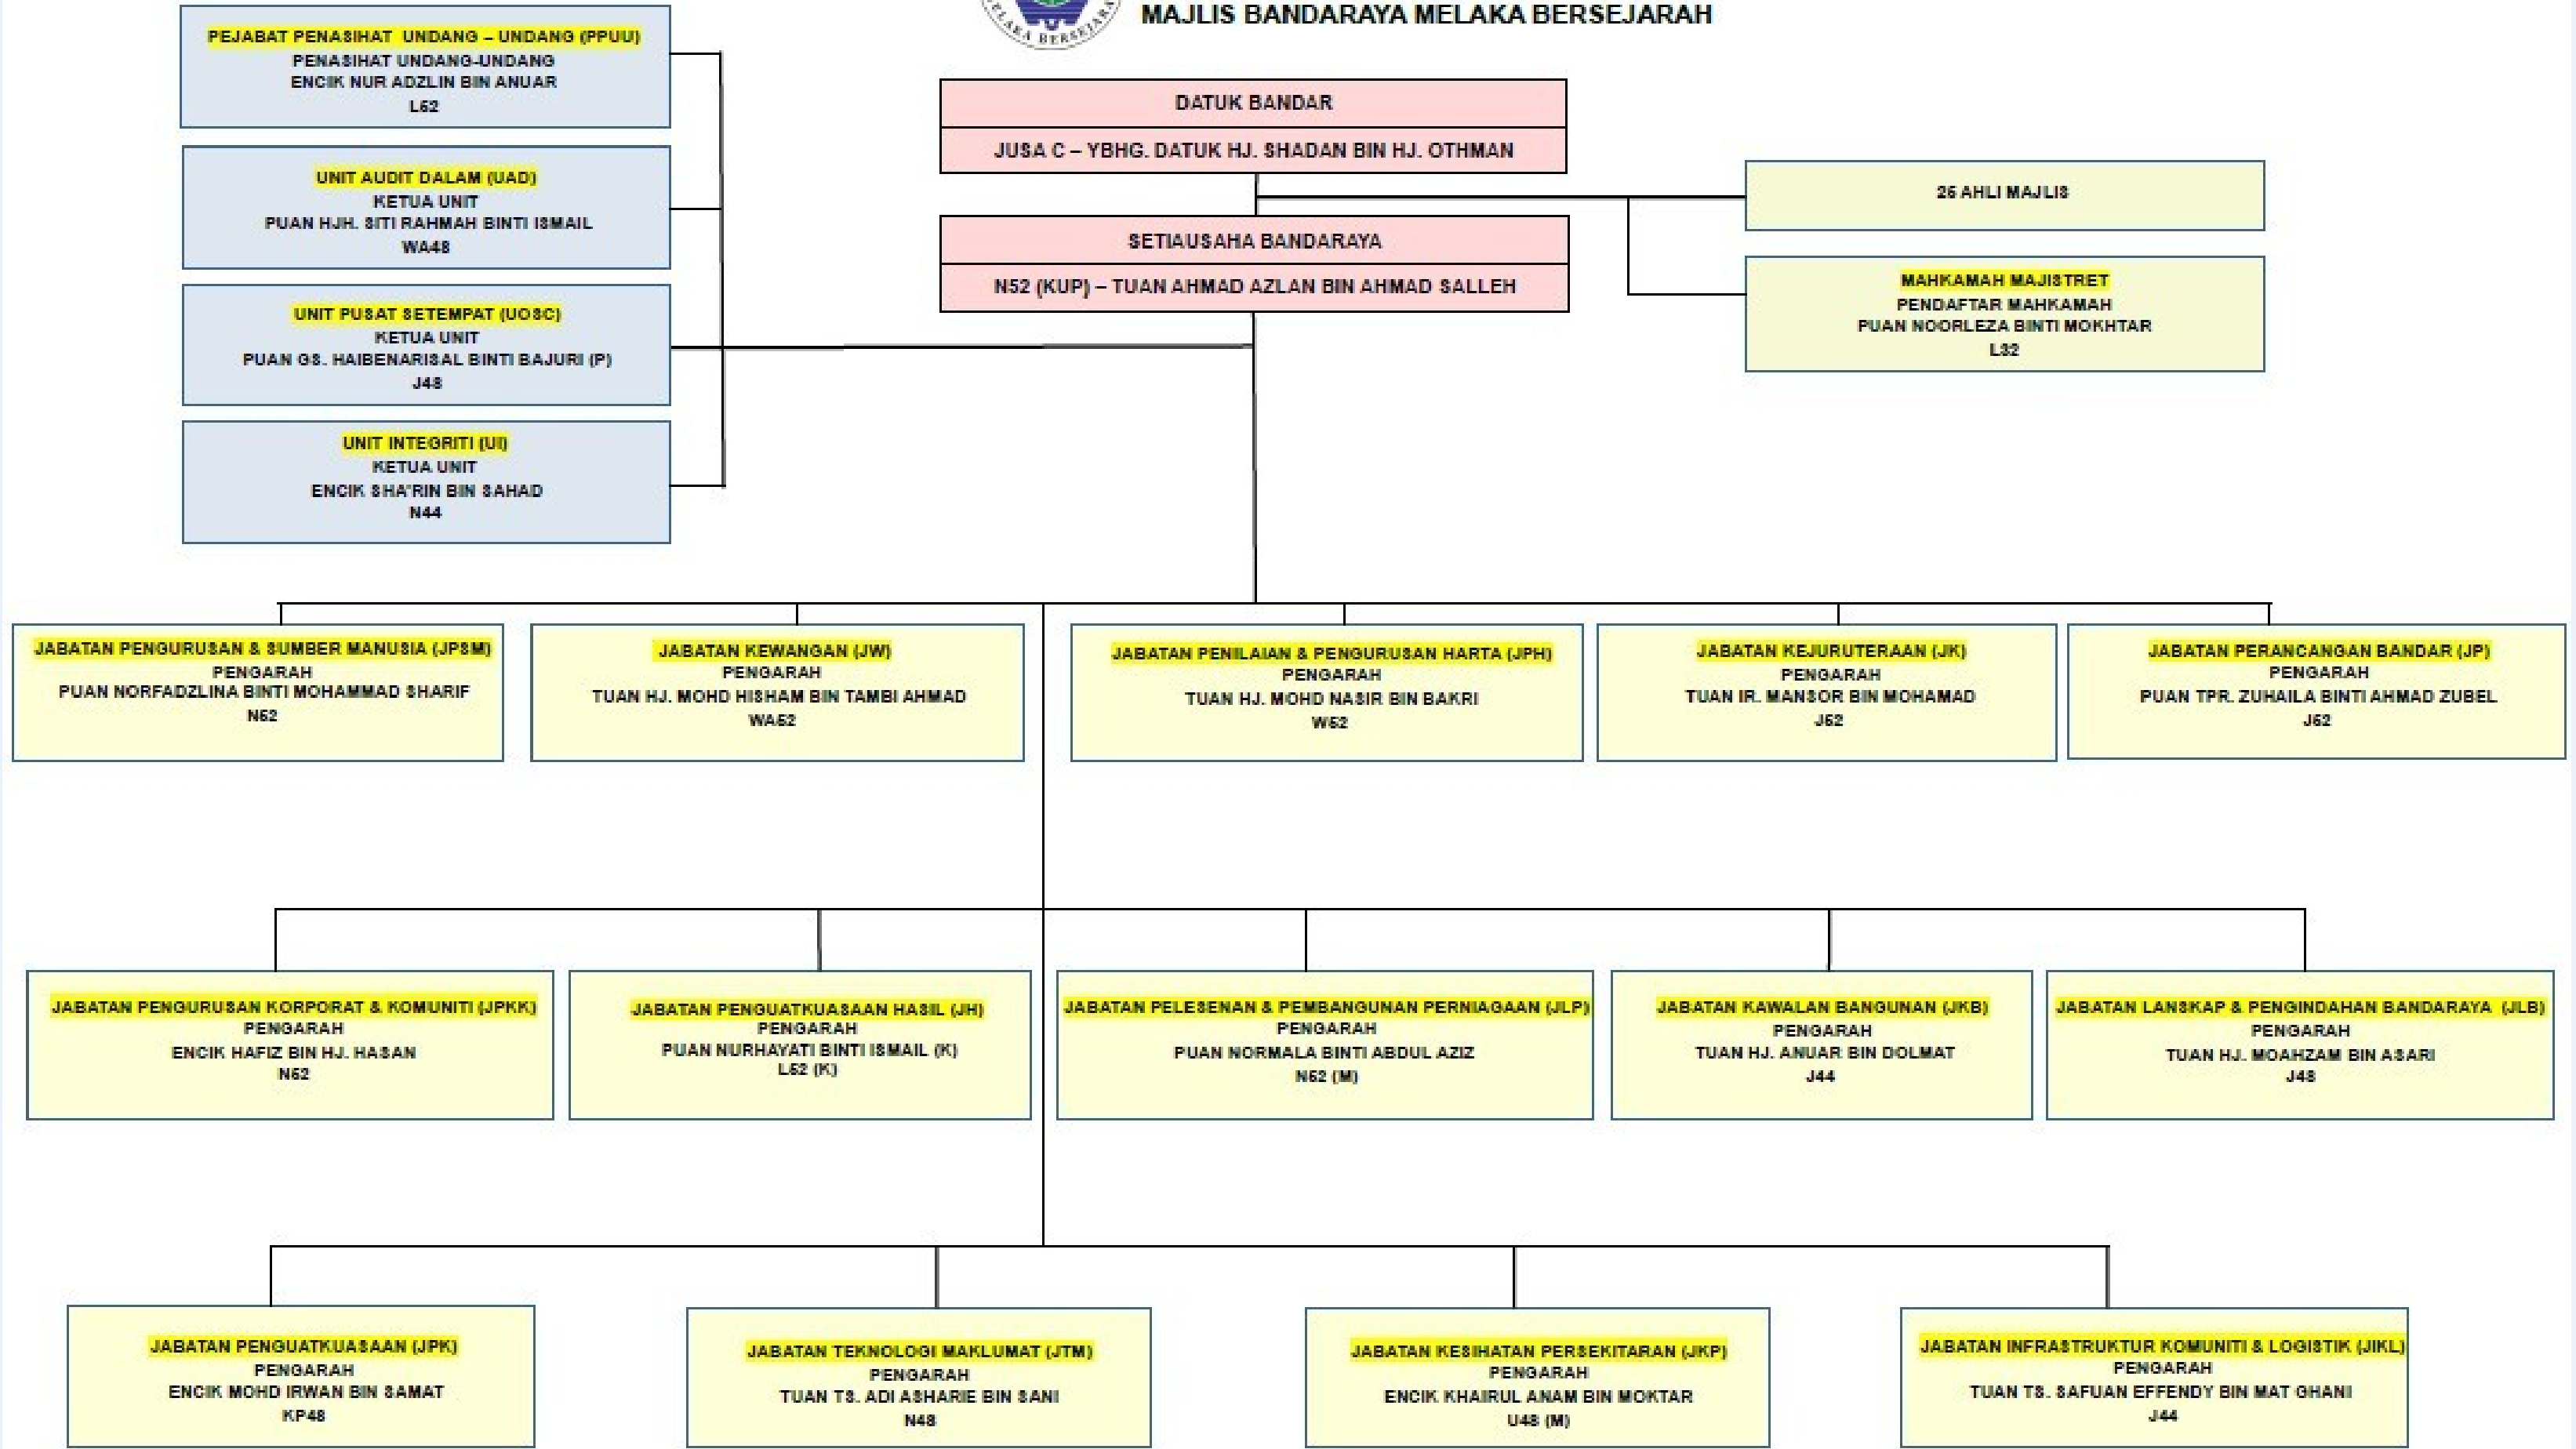 MAJLIS BANDARAYA MELAKA BERSEJARAH
MELAKA BERSEJARAH
PEJABAT PENASIHAT UNDANG – UNDANG (PPUU)
PENASIHAT UNDANG-UNDANG
ENCIK NUR ADZLIN BIN ANUAR
L52
UNIT AUDIT DALAM (UAD)
KETUA UNIT
PUAN HJH. SITI RAHMAH BINTI ISMAIL
WA48
UNIT PUSAT SETEMPAT (UOSC)
KETUA UNIT
PUAN GS. HAIBENARISAL BINTI BAJURI (P)
J48
UNIT INTEGRITI (UI)
KETUA UNIT
ENCIK SHA'RIN BIN SAHAD
N44
DATUK BANDAR
JUSA C – YBHG. DATUK HJ. SHADAN BIN HJ. OTHMAN
SETIAUSAHA BANDARAYA
N52 (KUP) – TUAN AHMAD AZLAN BIN AHMAD SALLEH
25 AHLI MAJLIS
MAHKAMAH MAJISTRET
PENDAFTAR MAHKAMAH
PUAN NOORLEZA BINTI MOKHTAR
L32
JABATAN PENGURUSAN & SUMBER MANUSIA (JPSM)
PENGARAH
PUAN NORFADZLINA BINTI MOHAMMAD SHARIF
N52
JABATAN KEWANGAN (JW)
PENGARAH
TUAN HJ. MOHD HISHAM BIN TAMBI AHMAD
WA52
JABATAN PENILAIAN & PENGURUSAN HARTA (JPH)
PENGARAH
TUAN HJ. MOHD NASIR BIN BAKRI
W52
JABATAN KEJURUTERAAN (JK)
PENGARAH
TUAN IR. MANSOR BIN MOHAMAD
J52
JABATAN PERANCANGAN BANDAR (JP)
PENGARAH
PUAN TPR. ZUHAILA BINTI AHMAD ZUBEL
J52
JABATAN PENGURUSAN KORPORAT & KOMUNITI (JPKK)
PENGARAH
ENCIK HAFIZ BIN HJ. HASAN
N52
JABATAN PENGUATKUASAAN HASIL (JH)
PENGARAH
PUAN NURHAYATI BINTI ISMAIL (K)
L52 (K)
JABATAN PELESENAN & PEMBANGUNAN PERNIAGAAN (JLP)
PENGARAH
PUAN NORMALA BINTI ABDUL AZIZ
N52 (M)
JABATAN KAWALAN BANGUNAN (JKB)
PENGARAH
TUAN HJ. ANUAR BIN DOLMAT
J44
JABATAN LANSKAP & PENGINDAHAN BANDARAYA (JLB)
PENGARAH
TUAN HJ. MOAHZAM BIN ASARI
J48
JABATAN PENGUATKUASAAN (JPK)
PENGARAH
ENCIK MOHD IRWAN BIN SAMAT
KP48
JABATAN TEKNOLOGI MAKLUMAT (JTM)
PENGARAH
TUAN TS. ADI ASHARIE BIN SANI
N48
JABATAN KESIHATAN PERSEKITARAN (JKP)
PENGARAH
ENCIK KHAIRUL ANAM BIN MOKTAR
U48 (M)
JABATAN INFRASTRUKTUR KOMUNITI & LOGISTIK (JIKL)
PENGARAH
TUAN TS. SAFUAN EFFENDY BIN MAT GHANI
J44